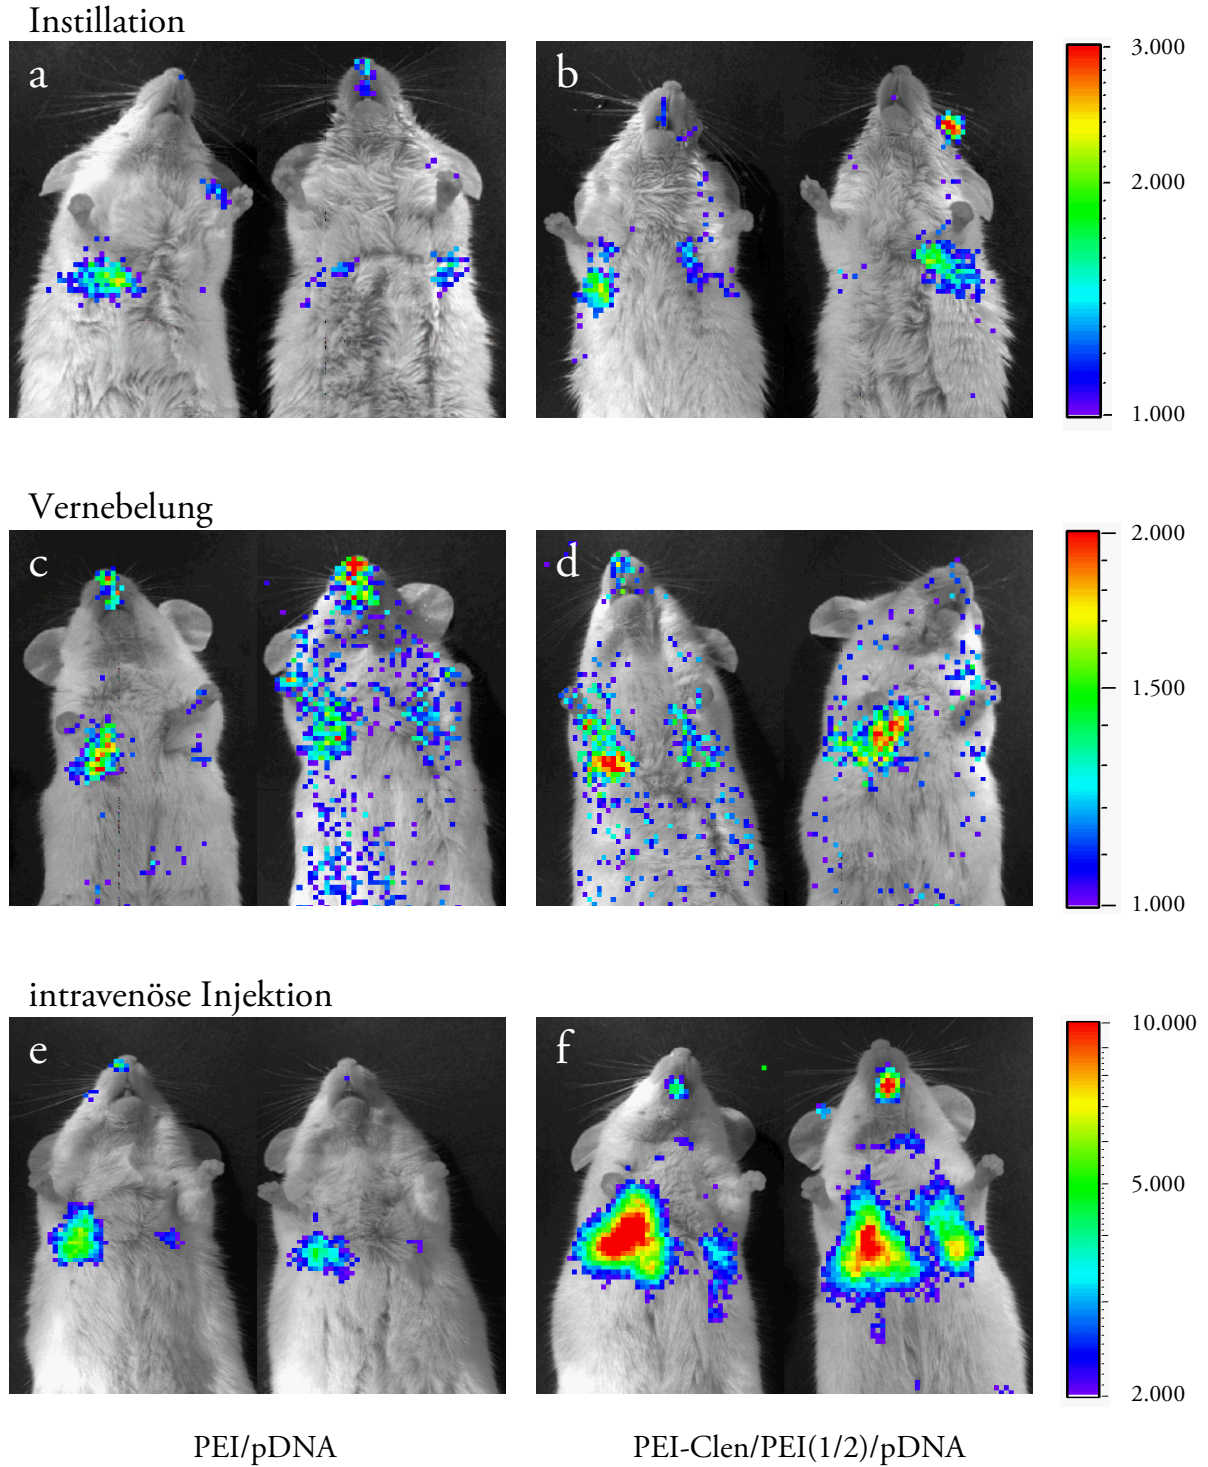 Instillation
a
b
3.000
2.000
1.000
Vernebelung
c
d
2.000
1.500
1.000
intravenöse Injektion
e
f
10.000
5.000
2.000
PEI/pDNA
PEI-Clen/PEI(1/2)/pDNA